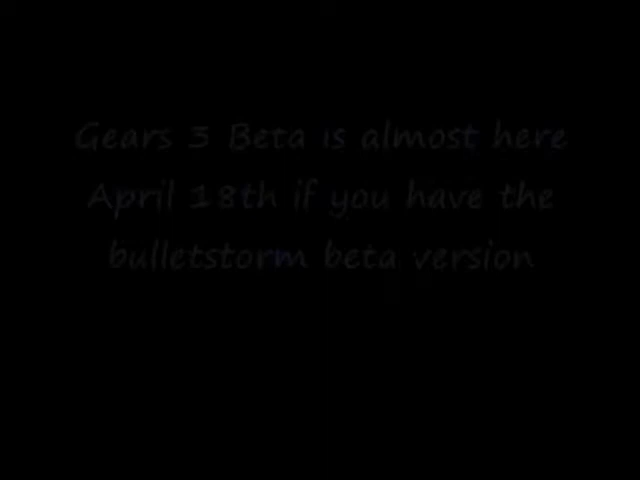 Gears 3 Beta is almost here
April 18th if you have the
bulletstorm beta version